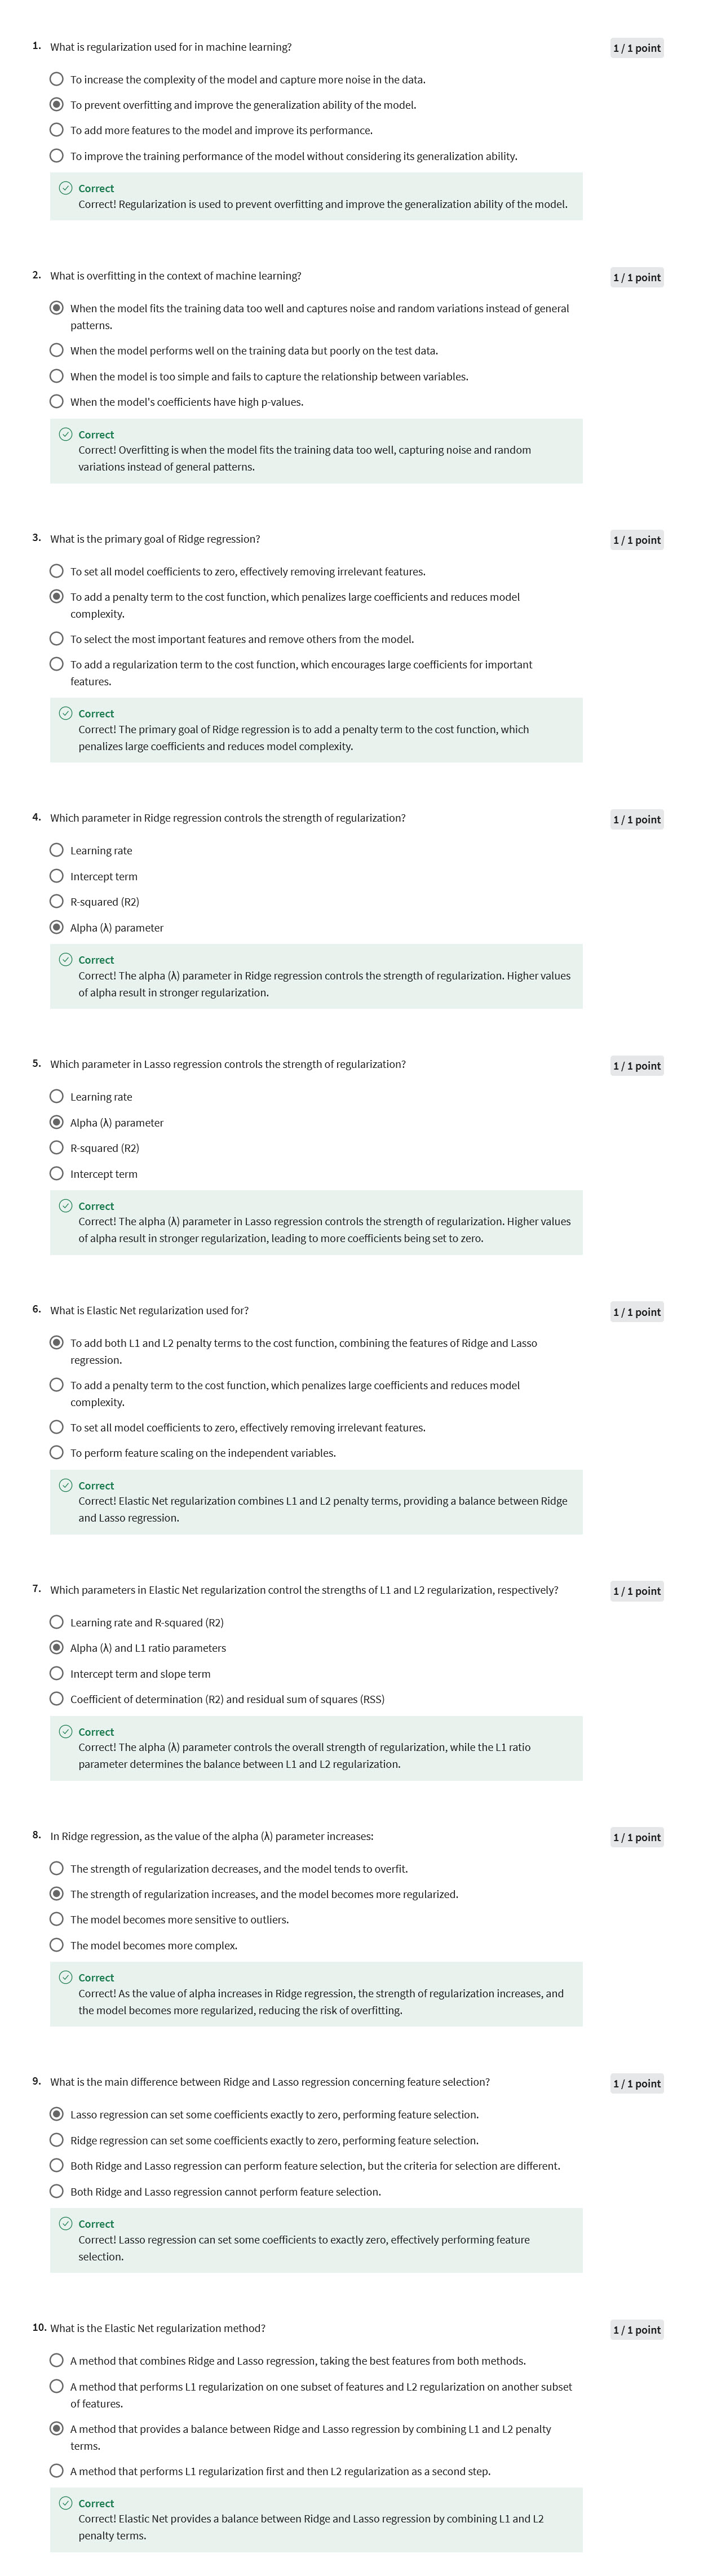 1. What is regularization used for in machine learning? 1 / 1 point
To increase the complexity of the model and capture more noise in the data.
To prevent overfitting and improve the generalization ability of the model.
To add more features to the model and improve its performance.
To improve the training performance of the model without considering its generalization ability.
Correct
Correct! Regularization is used to prevent overfitting and improve the generalization ability of the model.
2. What is overfitting in the context of machine learning? 1 / 1 point
When the model fits the training data too well and captures noise and random variations instead of general
patterns.
When the model performs well on the training data but poorly on the test data.
When the model is too simple and fails to capture the relationship between variables.
When the model's coefficients have high p-values.
Correct
Correct! Overfitting is when the model fits the training data too well, capturing noise and random
variations instead of general patterns.
3. What is the primary goal of Ridge regression? 1 / 1 point
To set all model coefficients to zero, effectively removing irrelevant features.
To add a penalty term to the cost function, which penalizes large coefficients and reduces model
complexity.
To select the most important features and remove others from the model.
To add a regularization term to the cost function, which encourages large coefficients for important
features.
Correct
Correct! The primary goal of Ridge regression is to add a penalty term to the cost function, which
penalizes large coefficients and reduces model complexity.
4. Which parameter in Ridge regression controls the strength of regularization? 1 / 1 point
Learning rate
Intercept term
R-squared (R2)
Alpha (λ) parameter
Correct
Correct! The alpha (λ) parameter in Ridge regression controls the strength of regularization. Higher values
of alpha result in stronger regularization.
5. Which parameter in Lasso regression controls the strength of regularization? 1 / 1 point
Learning rate
Alpha (λ) parameter
R-squared (R2)
Intercept term
Correct
Correct! The alpha (λ) parameter in Lasso regression controls the strength of regularization. Higher values
of alpha result in stronger regularization, leading to more coefficients being set to zero.
6. What is Elastic Net regularization used for? 1 / 1 point
To add both L1 and L2 penalty terms to the cost function, combining the features of Ridge and Lasso
regression.
To add a penalty term to the cost function, which penalizes large coefficients and reduces model
complexity.
To set all model coefficients to zero, effectively removing irrelevant features.
To perform feature scaling on the independent variables.
Correct
Correct! Elastic Net regularization combines L1 and L2 penalty terms, providing a balance between Ridge
and Lasso regression.
7. Which parameters in Elastic Net regularization control the strengths of L1 and L2 regularization, respectively? 1 / 1 point
Learning rate and R-squared (R2)
Alpha (λ) and L1 ratio parameters
Intercept term and slope term
Coefficient of determination (R2) and residual sum of squares (RSS)
Correct
Correct! The alpha (λ) parameter controls the overall strength of regularization, while the L1 ratio
parameter determines the balance between L1 and L2 regularization.
8. In Ridge regression, as the value of the alpha (λ) parameter increases: 1 / 1 point
The strength of regularization decreases, and the model tends to overfit.
The strength of regularization increases, and the model becomes more regularized.
The model becomes more sensitive to outliers.
The model becomes more complex.
Correct
Correct! As the value of alpha increases in Ridge regression, the strength of regularization increases, and
the model becomes more regularized, reducing the risk of overfitting.
9. What is the main difference between Ridge and Lasso regression concerning feature selection? 1 / 1 point
Lasso regression can set some coefficients exactly to zero, performing feature selection.
Ridge regression can set some coefficients exactly to zero, performing feature selection.
Both Ridge and Lasso regression can perform feature selection, but the criteria for selection are different.
Both Ridge and Lasso regression cannot perform feature selection.
Correct
Correct! Lasso regression can set some coefficients to exactly zero, effectively performing feature
selection.
10. What is the Elastic Net regularization method? 1 / 1 point
A method that combines Ridge and Lasso regression, taking the best features from both methods.
A method that performs L1 regularization on one subset of features and L2 regularization on another subset
of features.
A method that provides a balance between Ridge and Lasso regression by combining L1 and L2 penalty
terms.
A method that performs L1 regularization first and then L2 regularization as a second step.
Correct
Correct! Elastic Net provides a balance between Ridge and Lasso regression by combining L1 and L2
penalty terms.